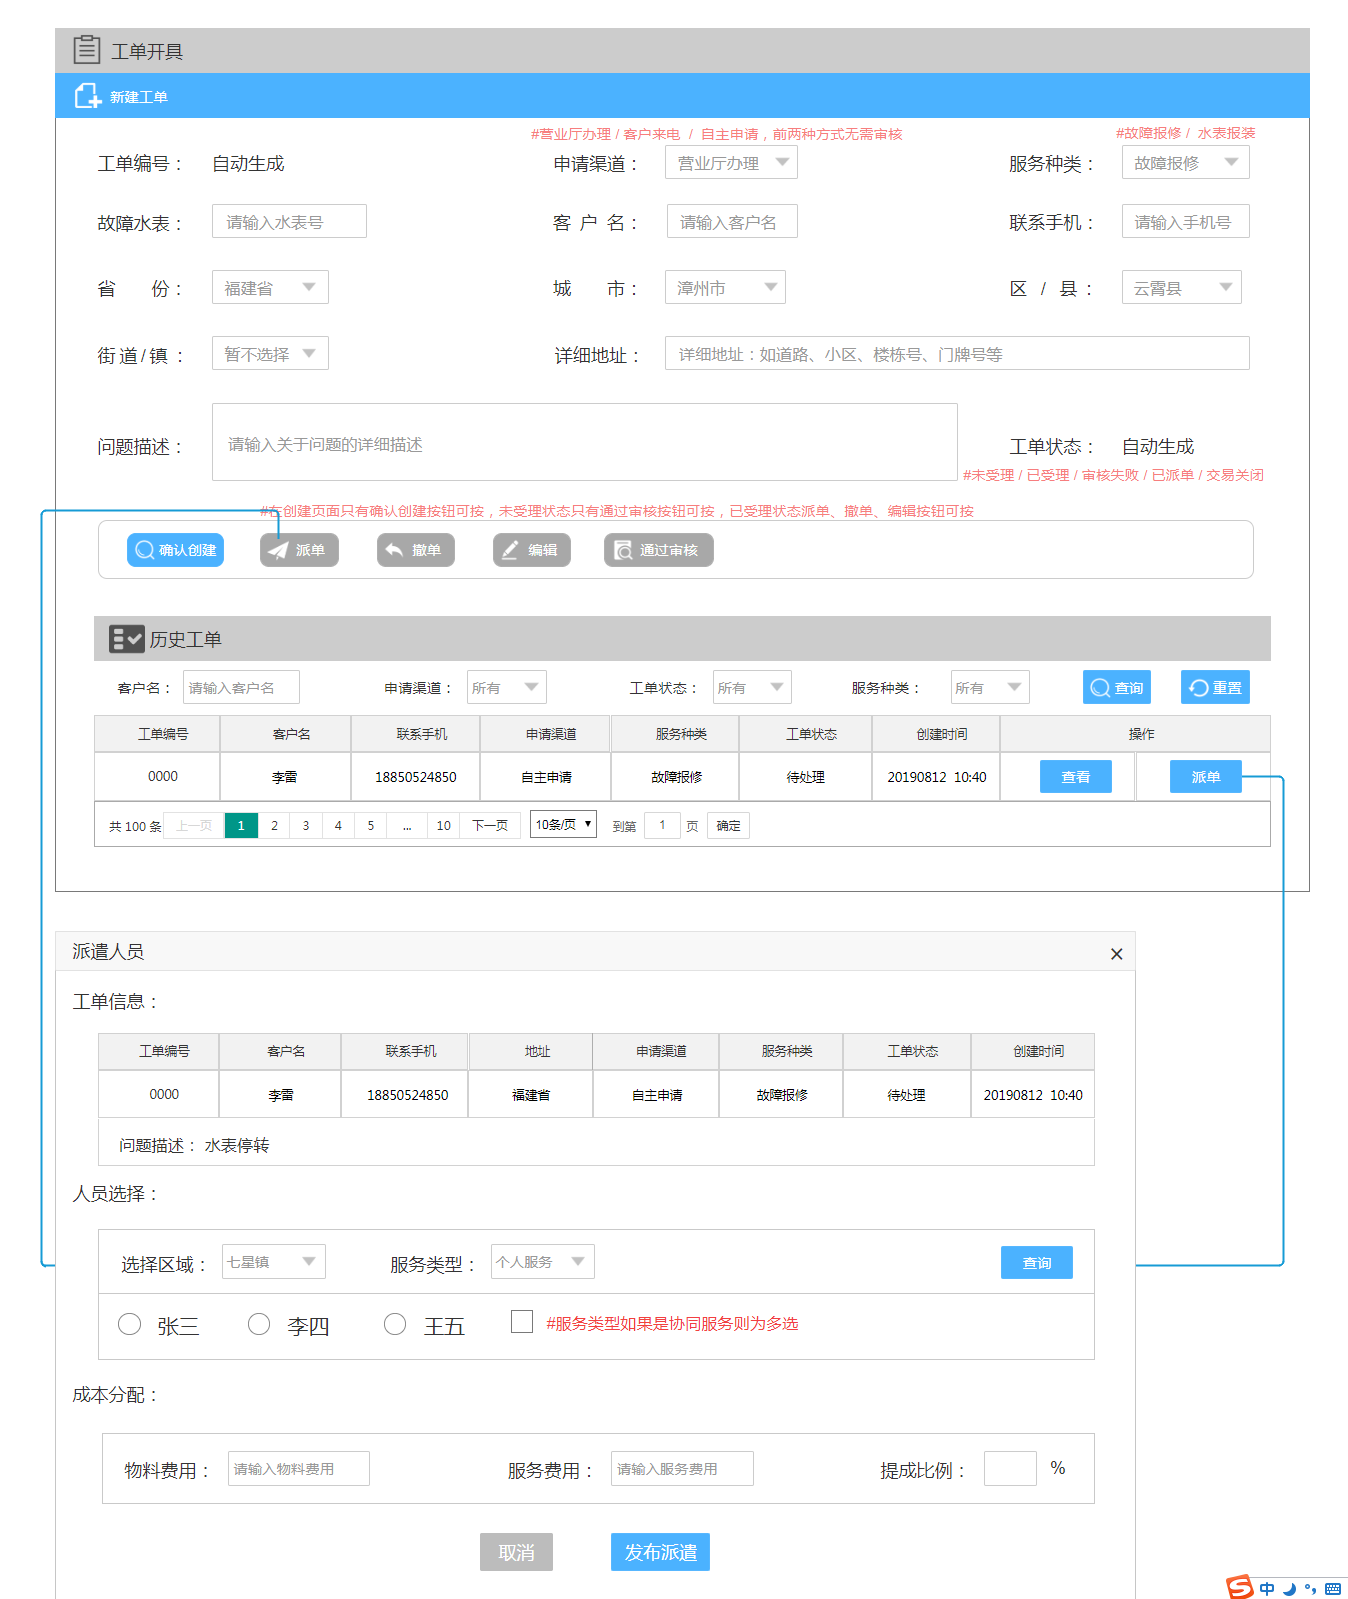 工单开具
新建工单
#营业厅办理 / 客户来电 / 自主申请，前两种方式无需审核
#故障报修 / 水表报装
工单编号： 自动生成 申请渠道： 营业厅办理 服务种类： 故障报修
故障水表： 请输入水表号 客 户 名： 请输入客户名 联系手机： 请输入手机号
省 份： 福建省 城 市： 漳州市 区 / 县： 云霄县
街道/镇： 暂不选择 详细地址： 详细地址：如道路、小区、楼栋号、门牌号等
问题描述： 请输入关于问题的详细描述 工单状态： 自动生成
#未受理 / 已受理 / 审核失败 / 已派单 / 交易关闭
#在创建页面只有确认创建按钮可按，未受理状态只有通过审核按钮可按，已受理状态派单、撤单、编辑按钮可按
确认创建 派单 撤单 编辑 通过审核
历史工单
客户名： 请输入客户名 申请渠道： 所有 工单状态： 所有 服务种类： 所有 查询 重置
工单编号 客户名 联系手机 申请渠道 服务种类 工单状态 创建时间 操作
0000 李雷 18850524850 自主申请 故障报修 待处理 20190812 10:40 查看 派单
共 100 条 上一页 1 2 3 4 5 ... 10 下一页 10条/页 到第 1 页 确定
派遣人员
工单信息：
工单编号 客户名 联系手机 地址 申请渠道 服务种类 工单状态 创建时间
0000 李雷 18850524850 福建省 自主申请 故障报修 待处理 20190812 10:40
问题描述： 水表停转
人员选择：
选择区域： 七星镇 服务类型： 个人服务 查询
张三 李四 王五 #服务类型如果是协同服务则为多选
成本分配：
物料费用： 请输入物料费用 服务费用： 请输入服务费用 提成比例： %
取消 发布派遣
中